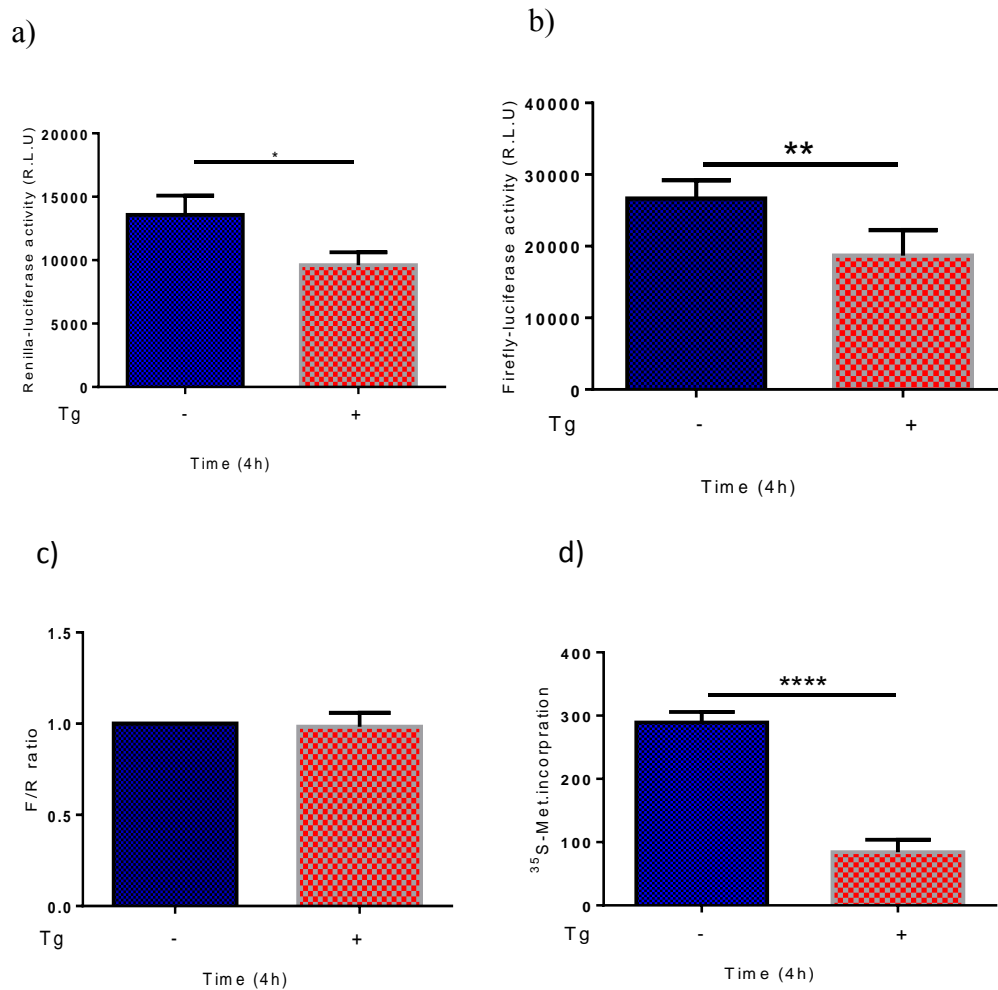 a)
Renilla-luciferase activity (R.L.U)
20000
15000
10000
5000
0
*
Tg
-
+
Time (4h)
b)
Firefly-luciferase activity (R.L.U)
40000
30000
20000
10000
0
**
Tg
-
+
Time (4h)
c)
F/R ratio
1.5
1.0
0.5
0.0
Tg
-
+
Time (4h)
d)
³⁵S-Met.incorpration
400
300
200
100
0
****
Tg
-
+
Time (4h)